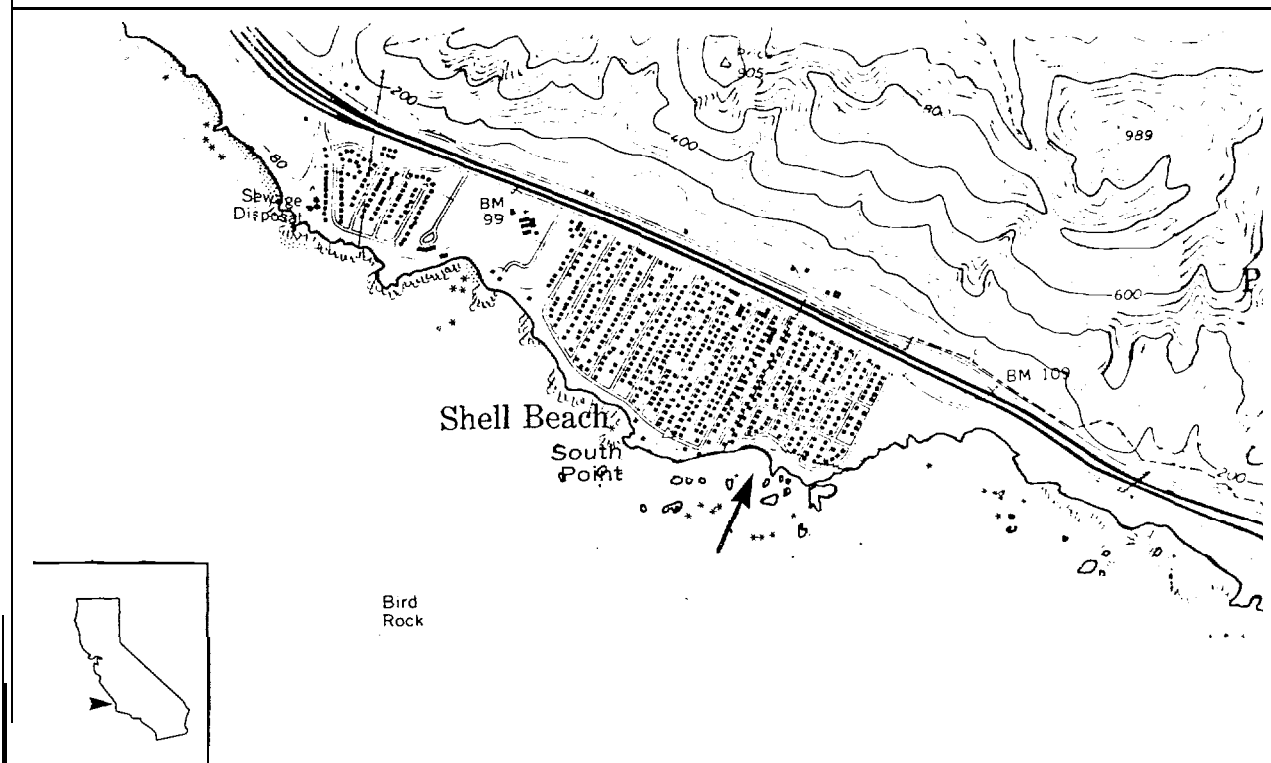 905
200
400
80
989
80
Sewage
Disposal
BM
99
600
P
BM 109
Shell Beach
South
Point
200
Bird
Rock